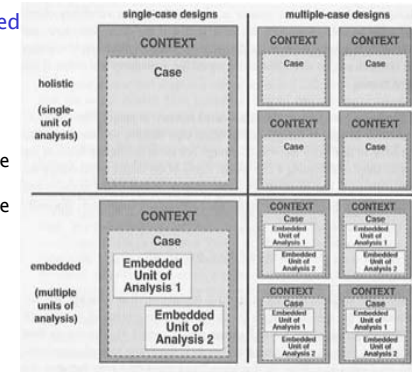 single-case designs
multiple-case designs
ed
e
e
holistic
(single-
unit of
analysis)
CONTEXT
Case
CONTEXT
Case
CONTEXT
Case
CONTEXT
Case
CONTEXT
Case
embedded
(multiple
units of
analysis)
CONTEXT
Case
Embedded
Unit of
Analysis 1
Embedded
Unit of
Analysis 2
CONTEXT
Case
Embedded
Unit of
Analysis 1
Embedded
Unit of
Analysis 2
CONTEXT
Case
Embedded
Unit of
Analysis 1
Embedded
Unit of
Analysis 2
CONTEXT
Case
Embedded
Unit of
Analysis 1
Embedded
Unit of
Analysis 2
CONTEXT
Case
Embedded
Unit of
Analysis 1
Embedded
Unit of
Analysis 2